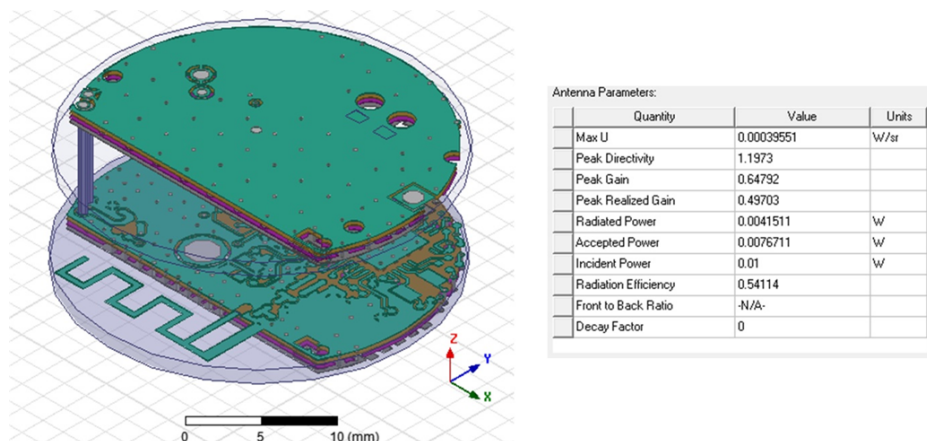 Antenna Parameters:
Quantity Value Units
Max U 0.00039551 W/sr
Peak Directivity 1.1973
Peak Gain 0.64792
Peak Realized Gain 0.49703
Radiated Power 0.0041511 W
Accepted Power 0.0076711 W
Incident Power 0.01 W
Radiation Efficiency 0.54114
Front to Back Ratio -N/A-
Decay Factor 0
Z
Y
X
0 5 10 (mm)